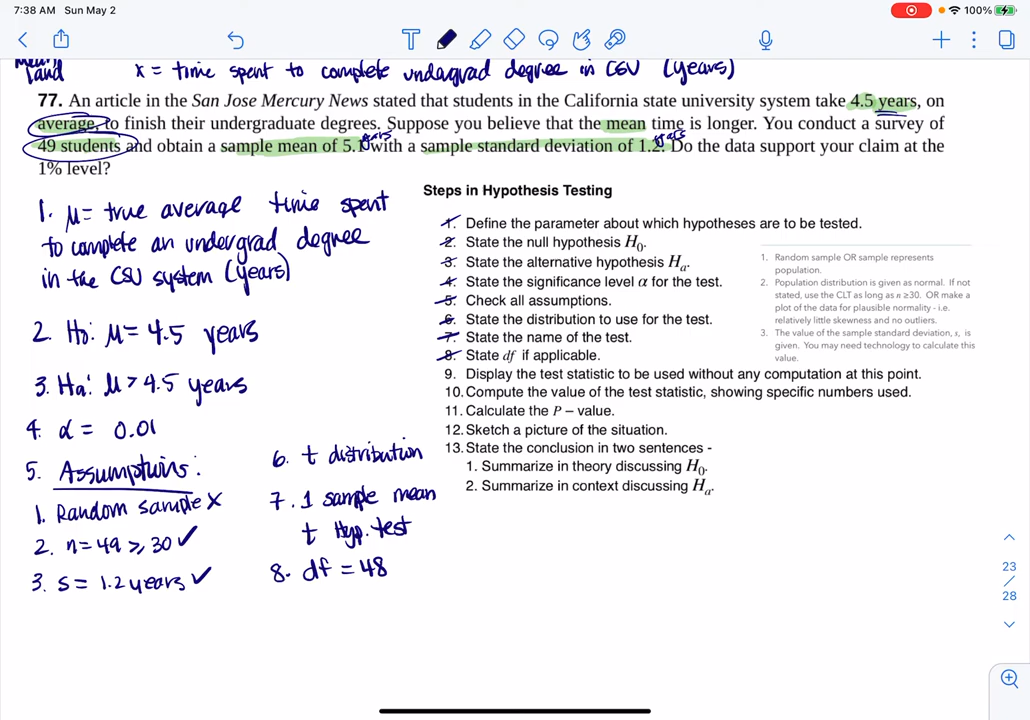 7:38 AM Sun May 2
100%
land x = time spent to complete undergrad degree in CSU (years)
77. An article in the San Jose Mercury News stated that students in the California state university system take 4.5 years, on
average, to finish their undergraduate degrees. Suppose you believe that the mean time is longer. You conduct a survey of
49 students and obtain a sample mean of 5.1 years with a sample standard deviation of 1.2. years Do the data support your claim at the
1% level?
1. μ = true average time spent
to complete an undergrad degree
in the CSU system (years)
2. H₀: μ = 4.5 years
3. Ha: μ > 4.5 years
4. α = 0.01
5. Assumptions:
1. Random sample X
2. n = 49 ≥ 30 ✓
3. s = 1.2 years ✓
6. t distribution
7. 1 sample mean
t Hyp. test
8. df = 48
Steps in Hypothesis Testing
1. Define the parameter about which hypotheses are to be tested.
2. State the null hypothesis H₀.
3. State the alternative hypothesis Hₐ.
4. State the significance level α for the test.
5. Check all assumptions.
6. State the distribution to use for the test.
7. State the name of the test.
8. State df if applicable.
9. Display the test statistic to be used without any computation at this point.
10. Compute the value of the test statistic, showing specific numbers used.
11. Calculate the P – value.
12. Sketch a picture of the situation.
13. State the conclusion in two sentences -
1. Summarize in theory discussing H₀.
2. Summarize in context discussing Hₐ.
1. Random sample OR sample represents
population.
2. Population distribution is given as normal. If not
stated, use the CLT as long as n ≥30. OR make a
plot of the data for plausible normality - i.e.
relatively little skewness and no outliers.
3. The value of the sample standard deviation, s, is
given. You may need technology to calculate this
value.
23
28